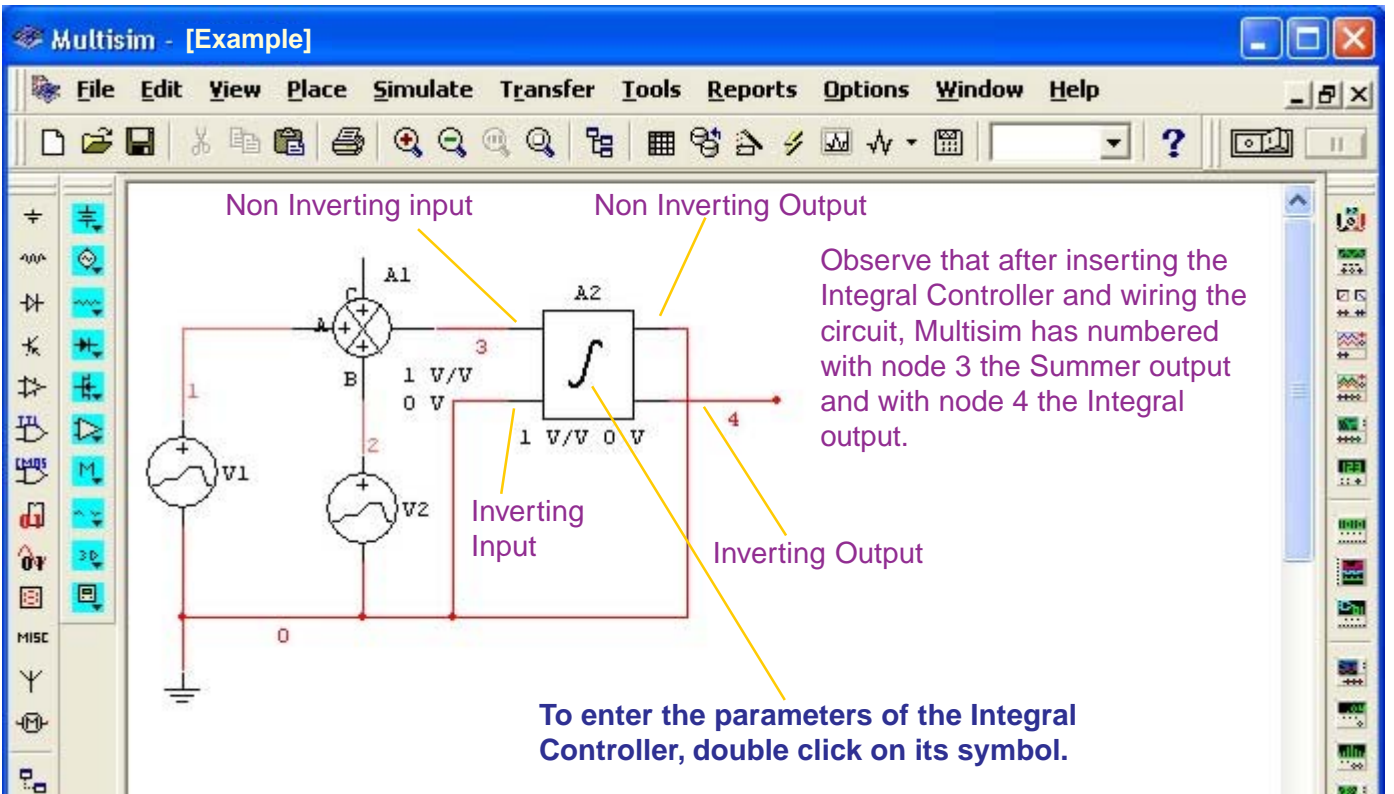 Multisim - [Example]
File Edit View Place Simulate Transfer Tools Reports Options Window Help
Non Inverting input
Non Inverting Output
Observe that after inserting the
Integral Controller and wiring the
circuit, Multisim has numbered
with node 3 the Summer output
and with node 4 the Integral
output.
A1
C
A
B
A2
3
1 V/V
0 V
1
2
V1
V2
1 V/V 0 V
4
Inverting
Input
Inverting Output
0
To enter the parameters of the Integral
Controller, double click on its symbol.
TTL
CMOS
MISC
M
M
3D
?